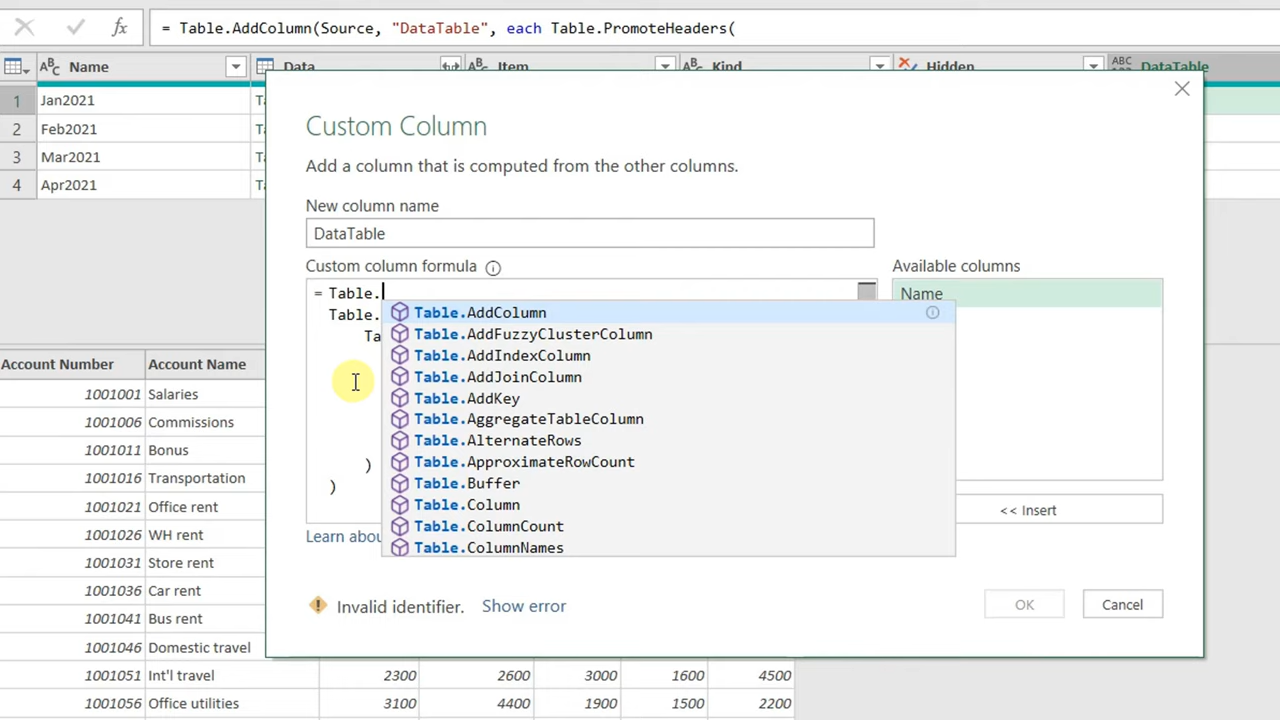 = Table.AddColumn(Source, "DataTable", each Table.PromoteHeaders(
Name Data Item Kind Hidden ABC DataTable
1 Jan2021
2 Feb2021
3 Mar2021
4 Apr2021
Custom Column
Add a column that is computed from the other columns.
New column name
DataTable
Custom column formula
Available columns
= Table.
Table.
Name
Table.AddColumn
Table.AddFuzzyClusterColumn
Table.AddIndexColumn
Table.AddJoinColumn
Table.AddKey
Table.AggregateTableColumn
Table.AlternateRows
Table.ApproximateRowCount
Table.Buffer
Table.Column
Table.ColumnCount
Table.ColumnNames
)
)
<< Insert
Invalid identifier. Show error
OK
Cancel
Account Number Account Name
1001001 Salaries
1001006 Commissions
1001011 Bonus
1001016 Transportation
1001021 Office rent
1001026 WH rent
1001031 Store rent
1001036 Car rent
1001041 Bus rent
1001046 Domestic travel
1001051 Int'l travel 2300 2600 3000 1600 4500
1001056 Office utilities 3100 4400 1900 1500 2200